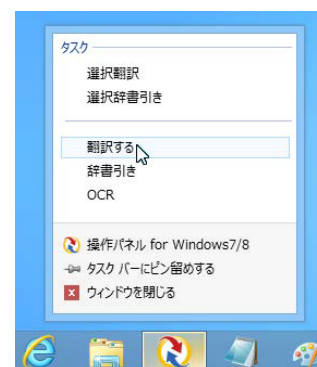 タスク
選択翻訳
選択辞書引き
翻訳する
辞書引き
OCR
操作パネル for Windows7/8
タスク バーにピン留めする
ウィンドウを閉じる